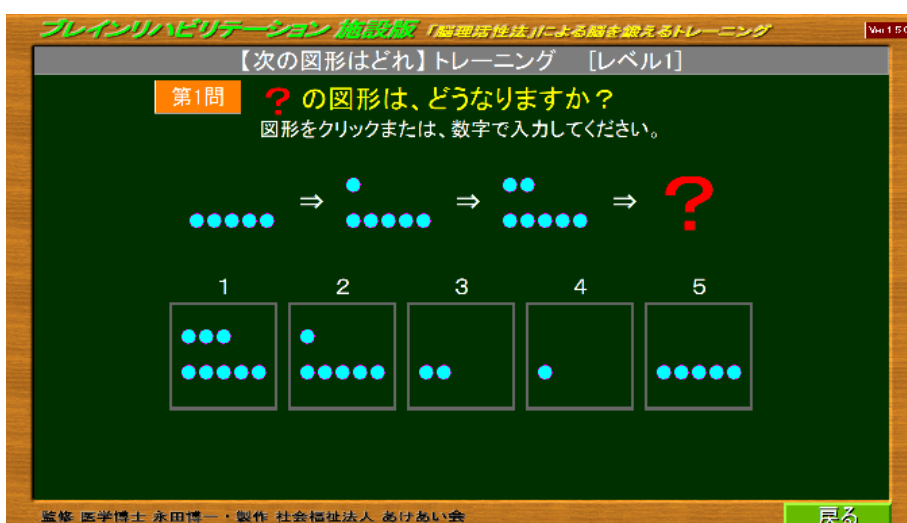 ブレインリハビリテーション 施設版 「脳理活性法」による脳を鍛えるトレーニング
Ver 1.5.0
【次の図形はどれ】トレーニング [レベル1]
第1問 ? の図形は、どうなりますか？
図形をクリックまたは、数字で入力してください。
⇒ ⇒ ⇒ ?
1 2 3 4 5
監修 医学博士 永田博一・製作 社会福祉法人 あけあい会
戻る